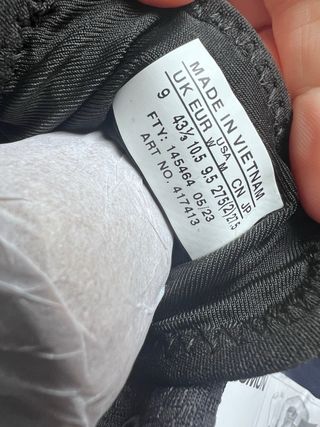 MADE IN VIETNAM
UK EUR USA CN JP
W M
9 43⅓ 10.5 9.5 275(2) 27.5
FTY: 145464 05/23
ART NO. 417413